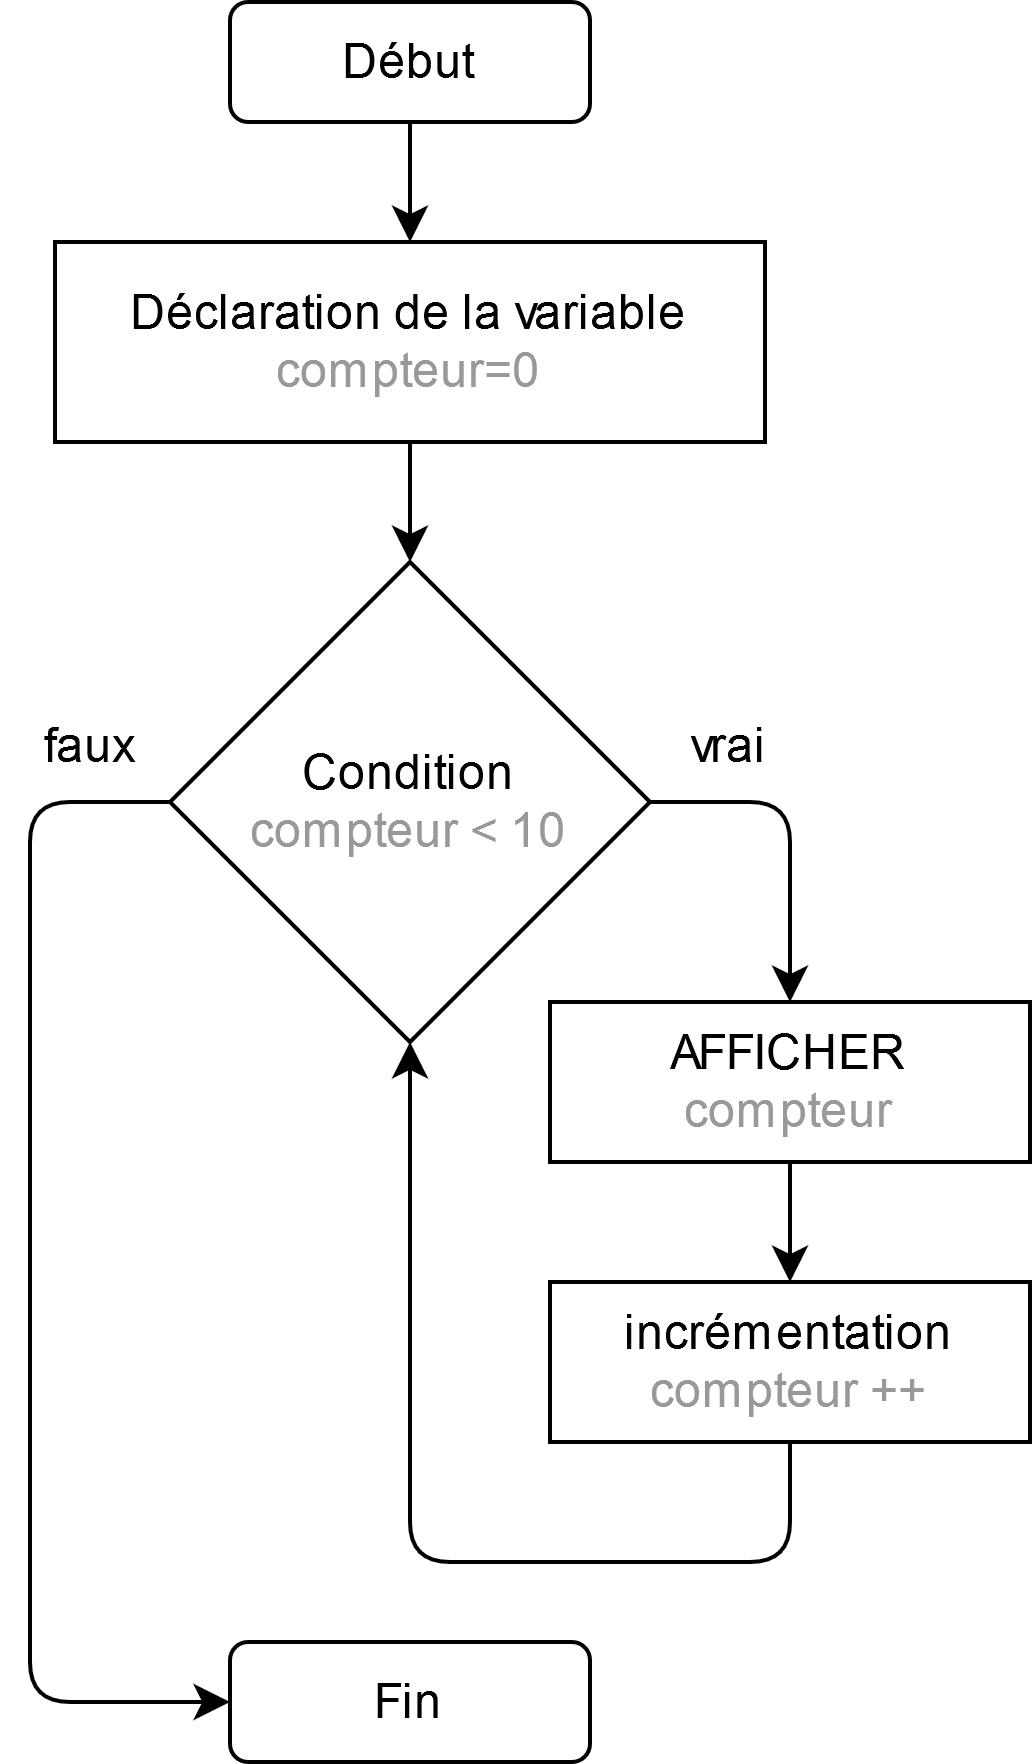 Début
Déclaration de la variable
compteur=0
faux
vrai
Condition
compteur < 10
AFFICHER
compteur
incrémentation
compteur ++
Fin